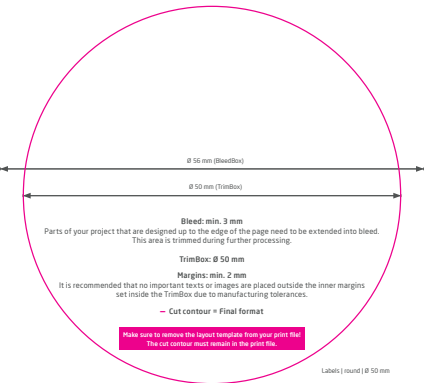 Ø 56 mm (BleedBox)
Ø 50 mm (TrimBox)
Bleed: min. 3 mm
Parts of your project that are designed up to the edge of the page need to be extended into bleed.
This area is trimmed during further processing.
TrimBox: Ø 50 mm
Margins: min. 2 mm
It is recommended that no important texts or images are placed outside the inner margins
set inside the TrimBox due to manufacturing tolerances.
– Cut contour = Final format
Make sure to remove the layout template from your print file!
The cut contour must remain in the print file.
Labels | round | Ø 50 mm